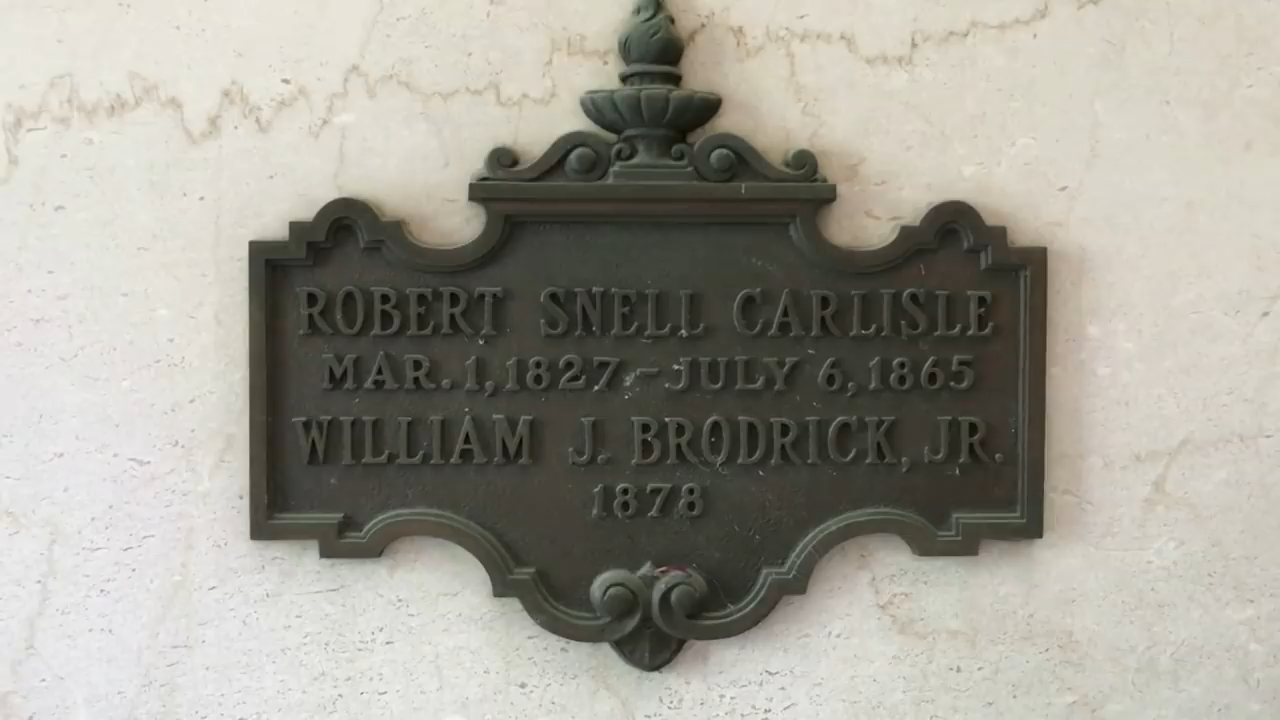 ROBERT SNELL CARLISLE
MAR. 1, 1827 - JULY 6, 1865
WILLIAM J. BRODRICK, JR.
1878